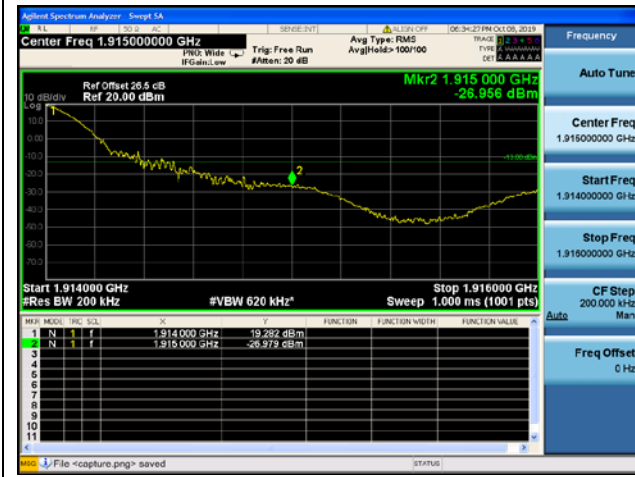 Agilent Spectrum Analyzer - Swept SA
RL RF 50 Ω AC SENSE:INT ALIGN OFF 06:34:27 PM Oct 08, 2019
Center Freq 1.915000000 GHz
PNO: Wide
IFGain:Low
Trig: Free Run
#Atten: 20 dB
Avg Type: RMS
Avg|Hold:> 100/100
TRACE 1 2 3 4 5 6
TYPE A
DET A A A A A A
Ref Offset 26.5 dB
Ref 20.00 dBm
10 dB/div
Log
Mkr2 1.915 000 GHz
-26.956 dBm
10.0
0.00
-10.0
-20.0
-30.0
-40.0
-50.0
-60.0
-70.0
1
2
-13.00 dBm
Start 1.914000 GHz
Stop 1.916000 GHz
#Res BW 200 kHz
#VBW 620 kHz*
Sweep 1.000 ms (1001 pts)
MKR MODE TRC SCL X Y FUNCTION FUNCTION WIDTH FUNCTION VALUE
1 N 1 f 1.914 000 GHz 19.282 dBm
2 N 1 f 1.915 000 GHz -26.979 dBm
3
4
5
6
7
8
9
10
11
MSG File <capture.png> saved
STATUS
Frequency
Auto Tune
Center Freq
1.915000000 GHz
Start Freq
1.914000000 GHz
Stop Freq
1.916000000 GHz
CF Step
200.000 kHz
Auto Man
Freq Offset
0 Hz